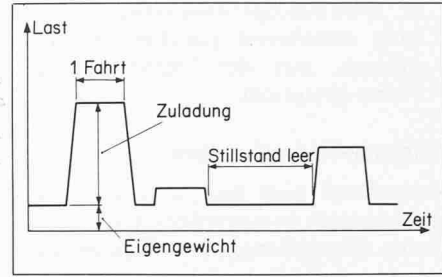 Last
1 Fahrt
Zuladung
Stillstand leer
Zeit
Eigengewicht